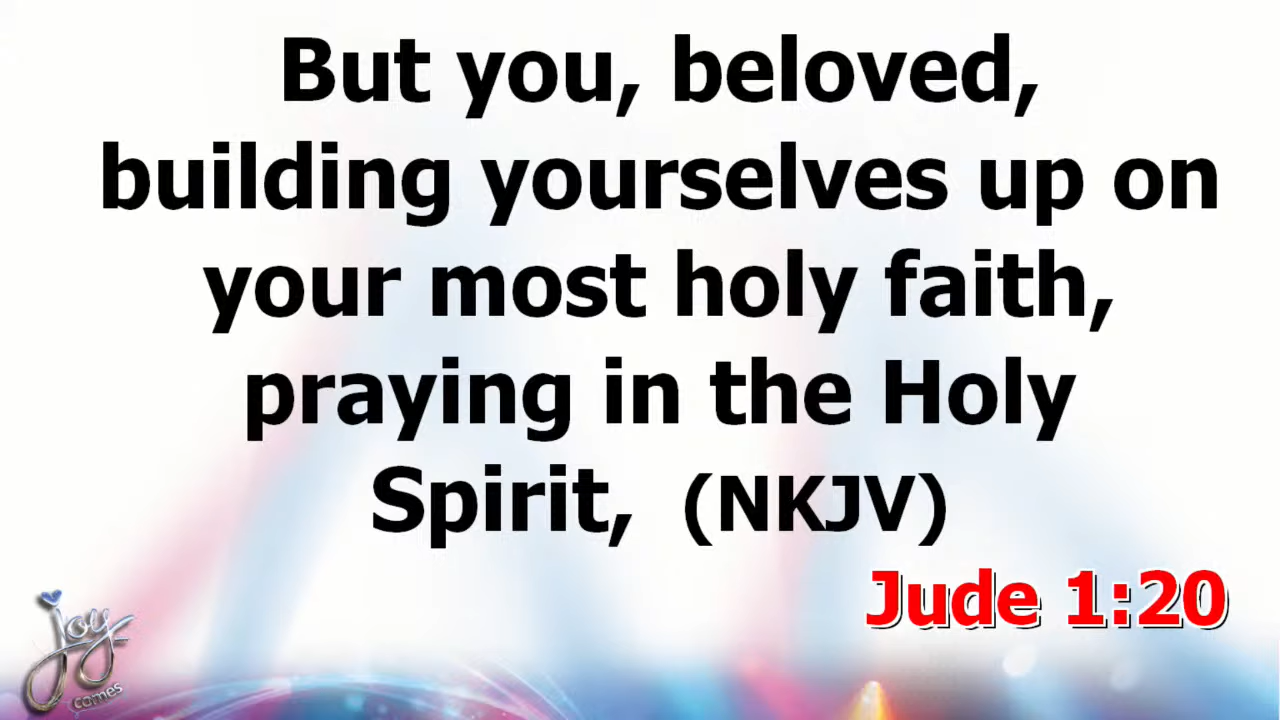 But you, beloved,
building yourselves up on
your most holy faith,
praying in the Holy
Spirit,  (NKJV)
Jude 1:20
joy
comes